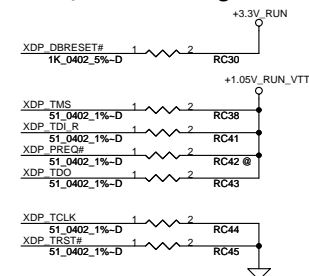 +3.3V_RUN
XDP_DBRESET# 1 2
1K_0402_5%~D RC30
+1.05V_RUN_VTT
XDP_TMS 1 2
51_0402_1%~D RC38
XDP_TDI_R 1 2
51_0402_1%~D RC41
XDP_PREQ# 1 2
51_0402_1%~D RC42 @
XDP_TDO 1 2
51_0402_1%~D RC43
XDP_TCLK 1 2
51_0402_1%~D RC44
XDP_TRST# 1 2
51_0402_1%~D RC45